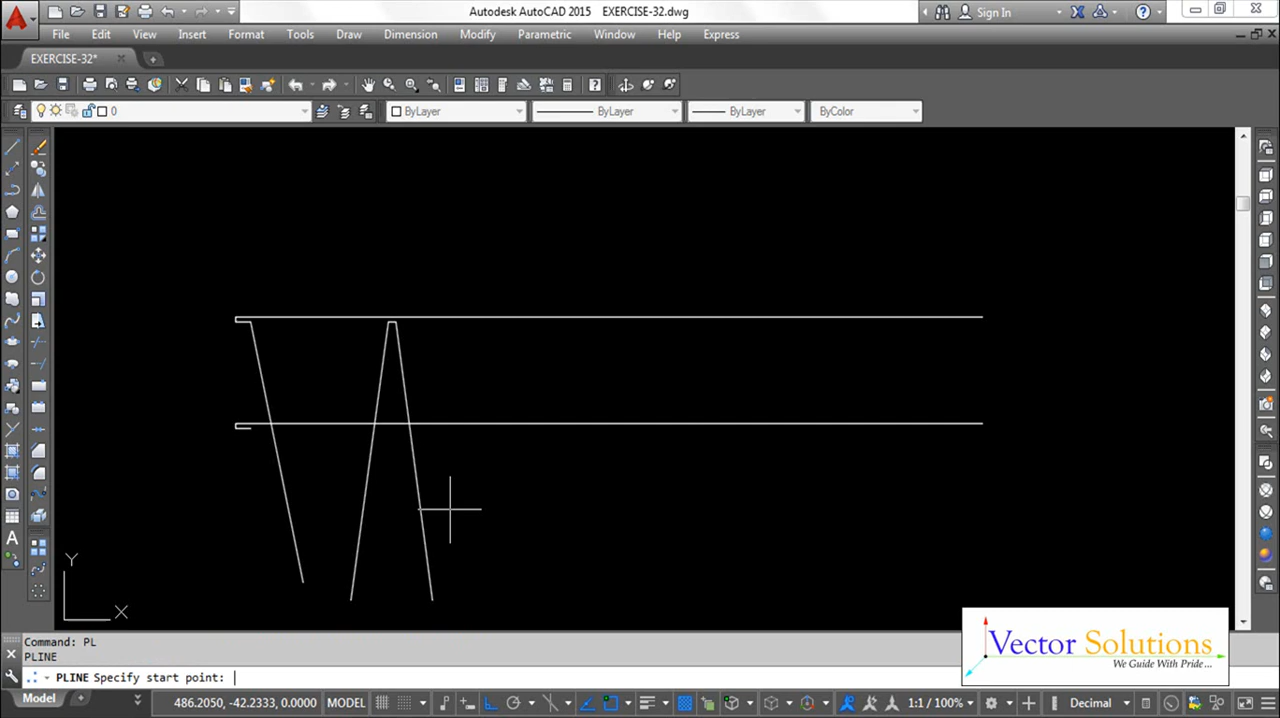 Autodesk AutoCAD 2015 EXERCISE-32.dwg
Sign In
File Edit View Insert Format Tools Draw Dimension Modify Parametric Window Help Express
EXERCISE-32*
0 ByLayer ByLayer ByLayer ByColor
Y
X
Command: PL
PLINE
PLINE Specify start point:
Vector Solutions
We Guide With Pride ...
Model
486.2050, -42.2333, 0.0000 MODEL 1:1 / 100% Decimal